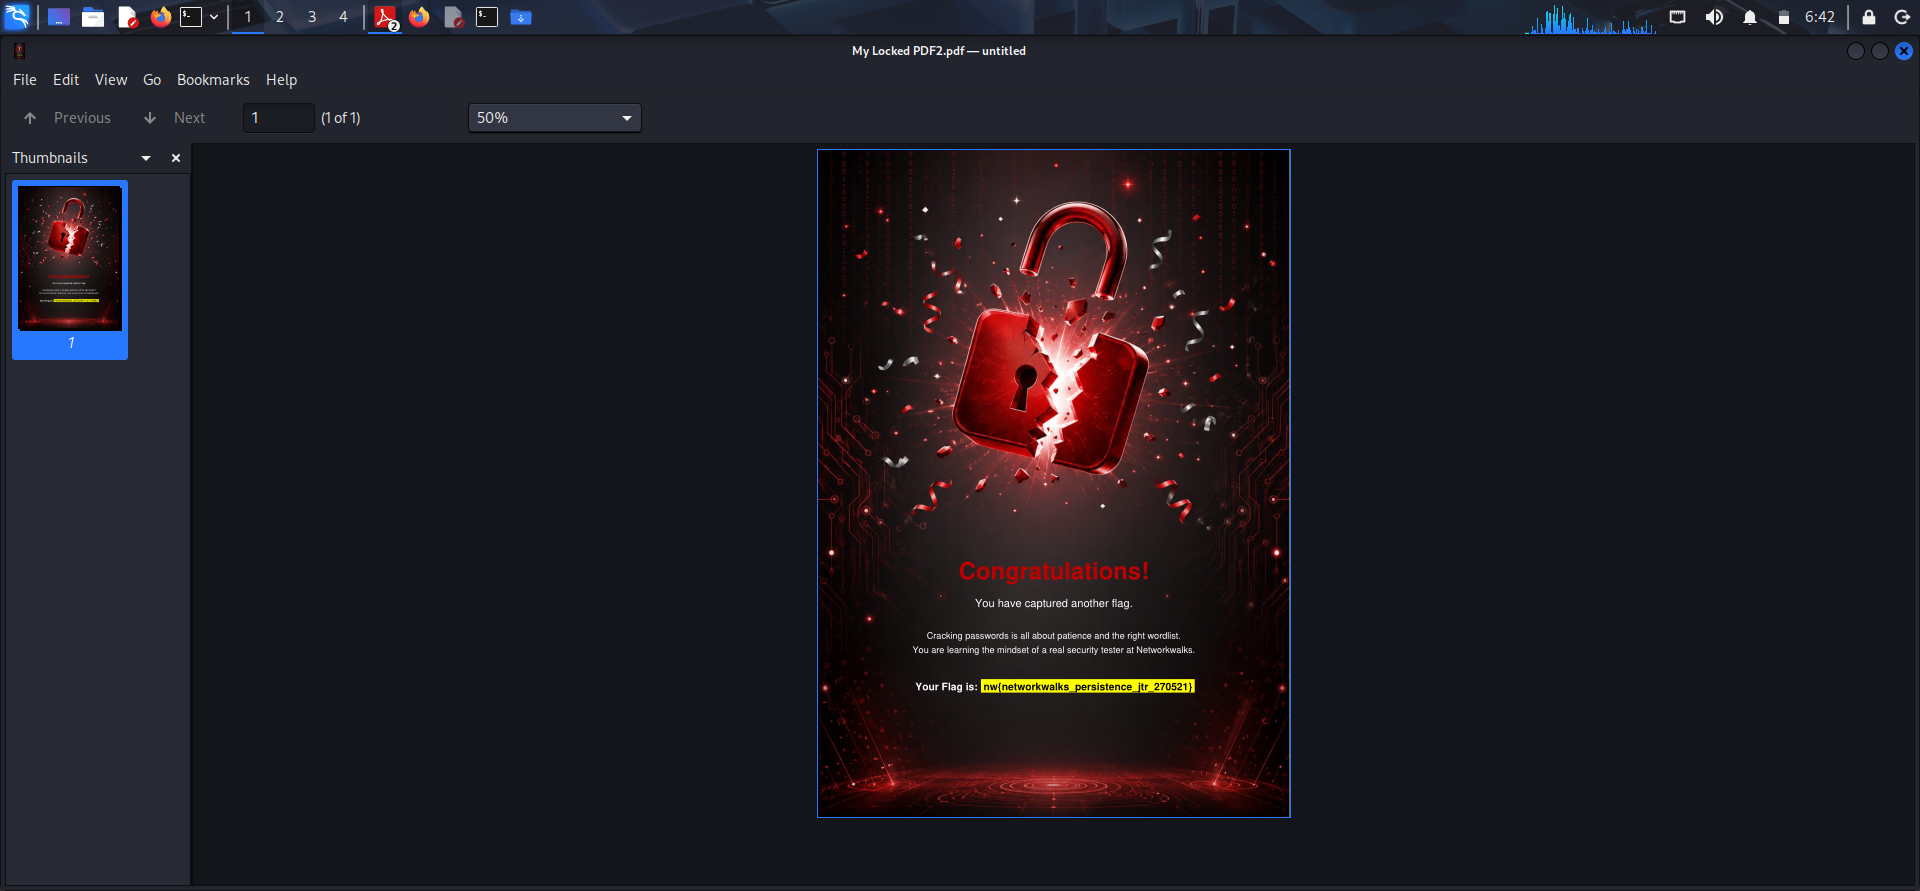 1 2 3 4 2 6:42
My Locked PDF2.pdf — untitled
File Edit View Go Bookmarks Help
Previous Next 1 (1 of 1) 50%
Thumbnails
1
Congratulations!
You have captured another flag.
Cracking passwords is all about patience and the right wordlist.
You are learning the mindset of a real security tester at Networkwalks.
Your Flag is: nw{networkwalks_persistence_jtr_270521}